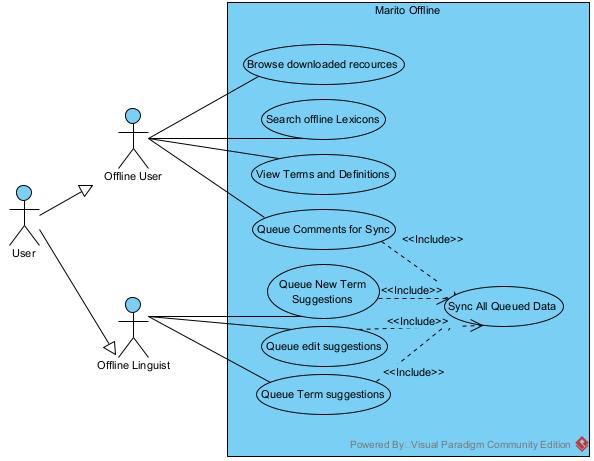 Marito Offline
Browse downloaded recources
Search offline Lexicons
Offline User
View Terms and Definitions
User
Queue Comments for Sync
<<Include>>
Queue New Term
Suggestions
<<Include>>
Sync All Queued Data
<<Include>>
Queue edit suggestions
Offline Linguist
<<Include>>
Queue Term suggestions
Powered By Visual Paradigm Community Edition